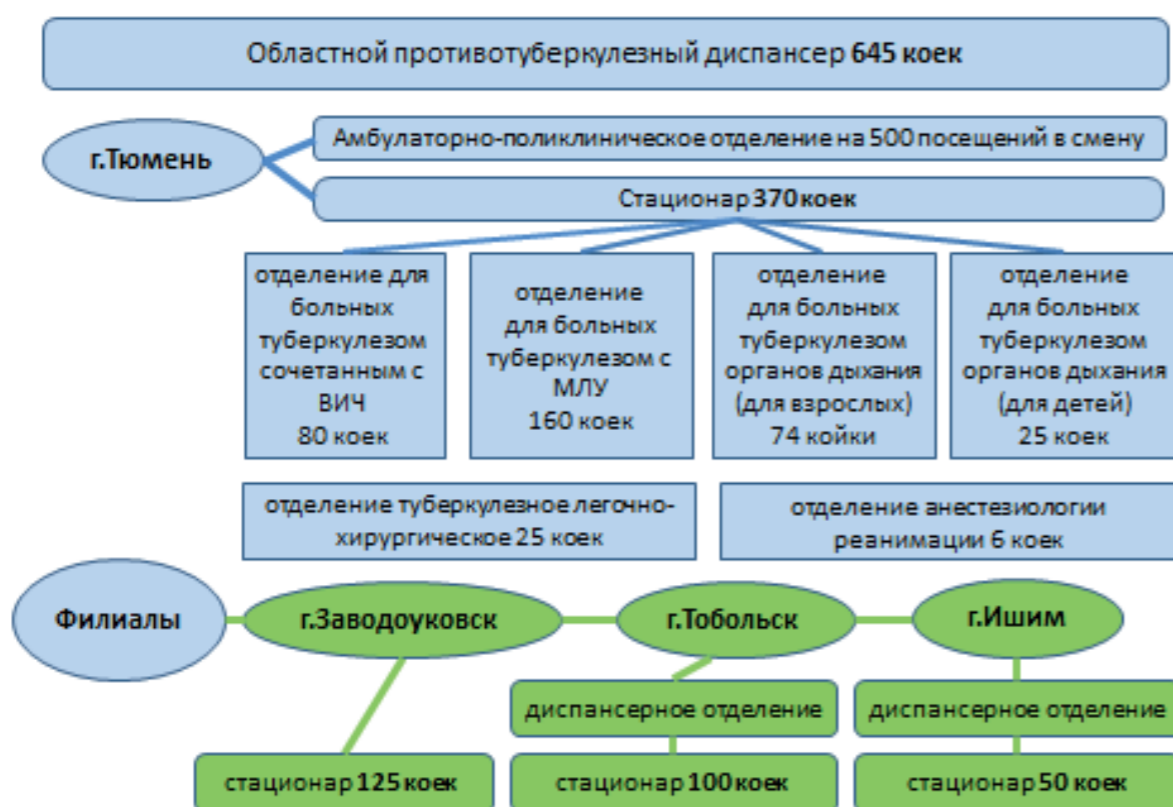 Областной противотуберкулезный диспансер 645 коек
г.Тюмень
Амбулаторно-поликлиническое отделение на 500 посещений в смену
Стационар 370 коек
отделение для
больных
туберкулезом
сочетанным с
ВИЧ
80 коек
отделение
для больных
туберкулезом с
МЛУ
160 коек
отделение
для больных
туберкулезом
органов дыхания
(для взрослых)
74 койки
отделение
для больных
туберкулезом
органов дыхания
(для детей)
25 коек
отделение туберкулезное легочно-
хирургическое 25 коек
отделение анестезиологии
реанимации 6 коек
Филиалы
г.Заводоуковск
г.Тобольск
г.Ишим
диспансерное отделение
диспансерное отделение
стационар 125 коек
стационар 100 коек
стационар 50 коек